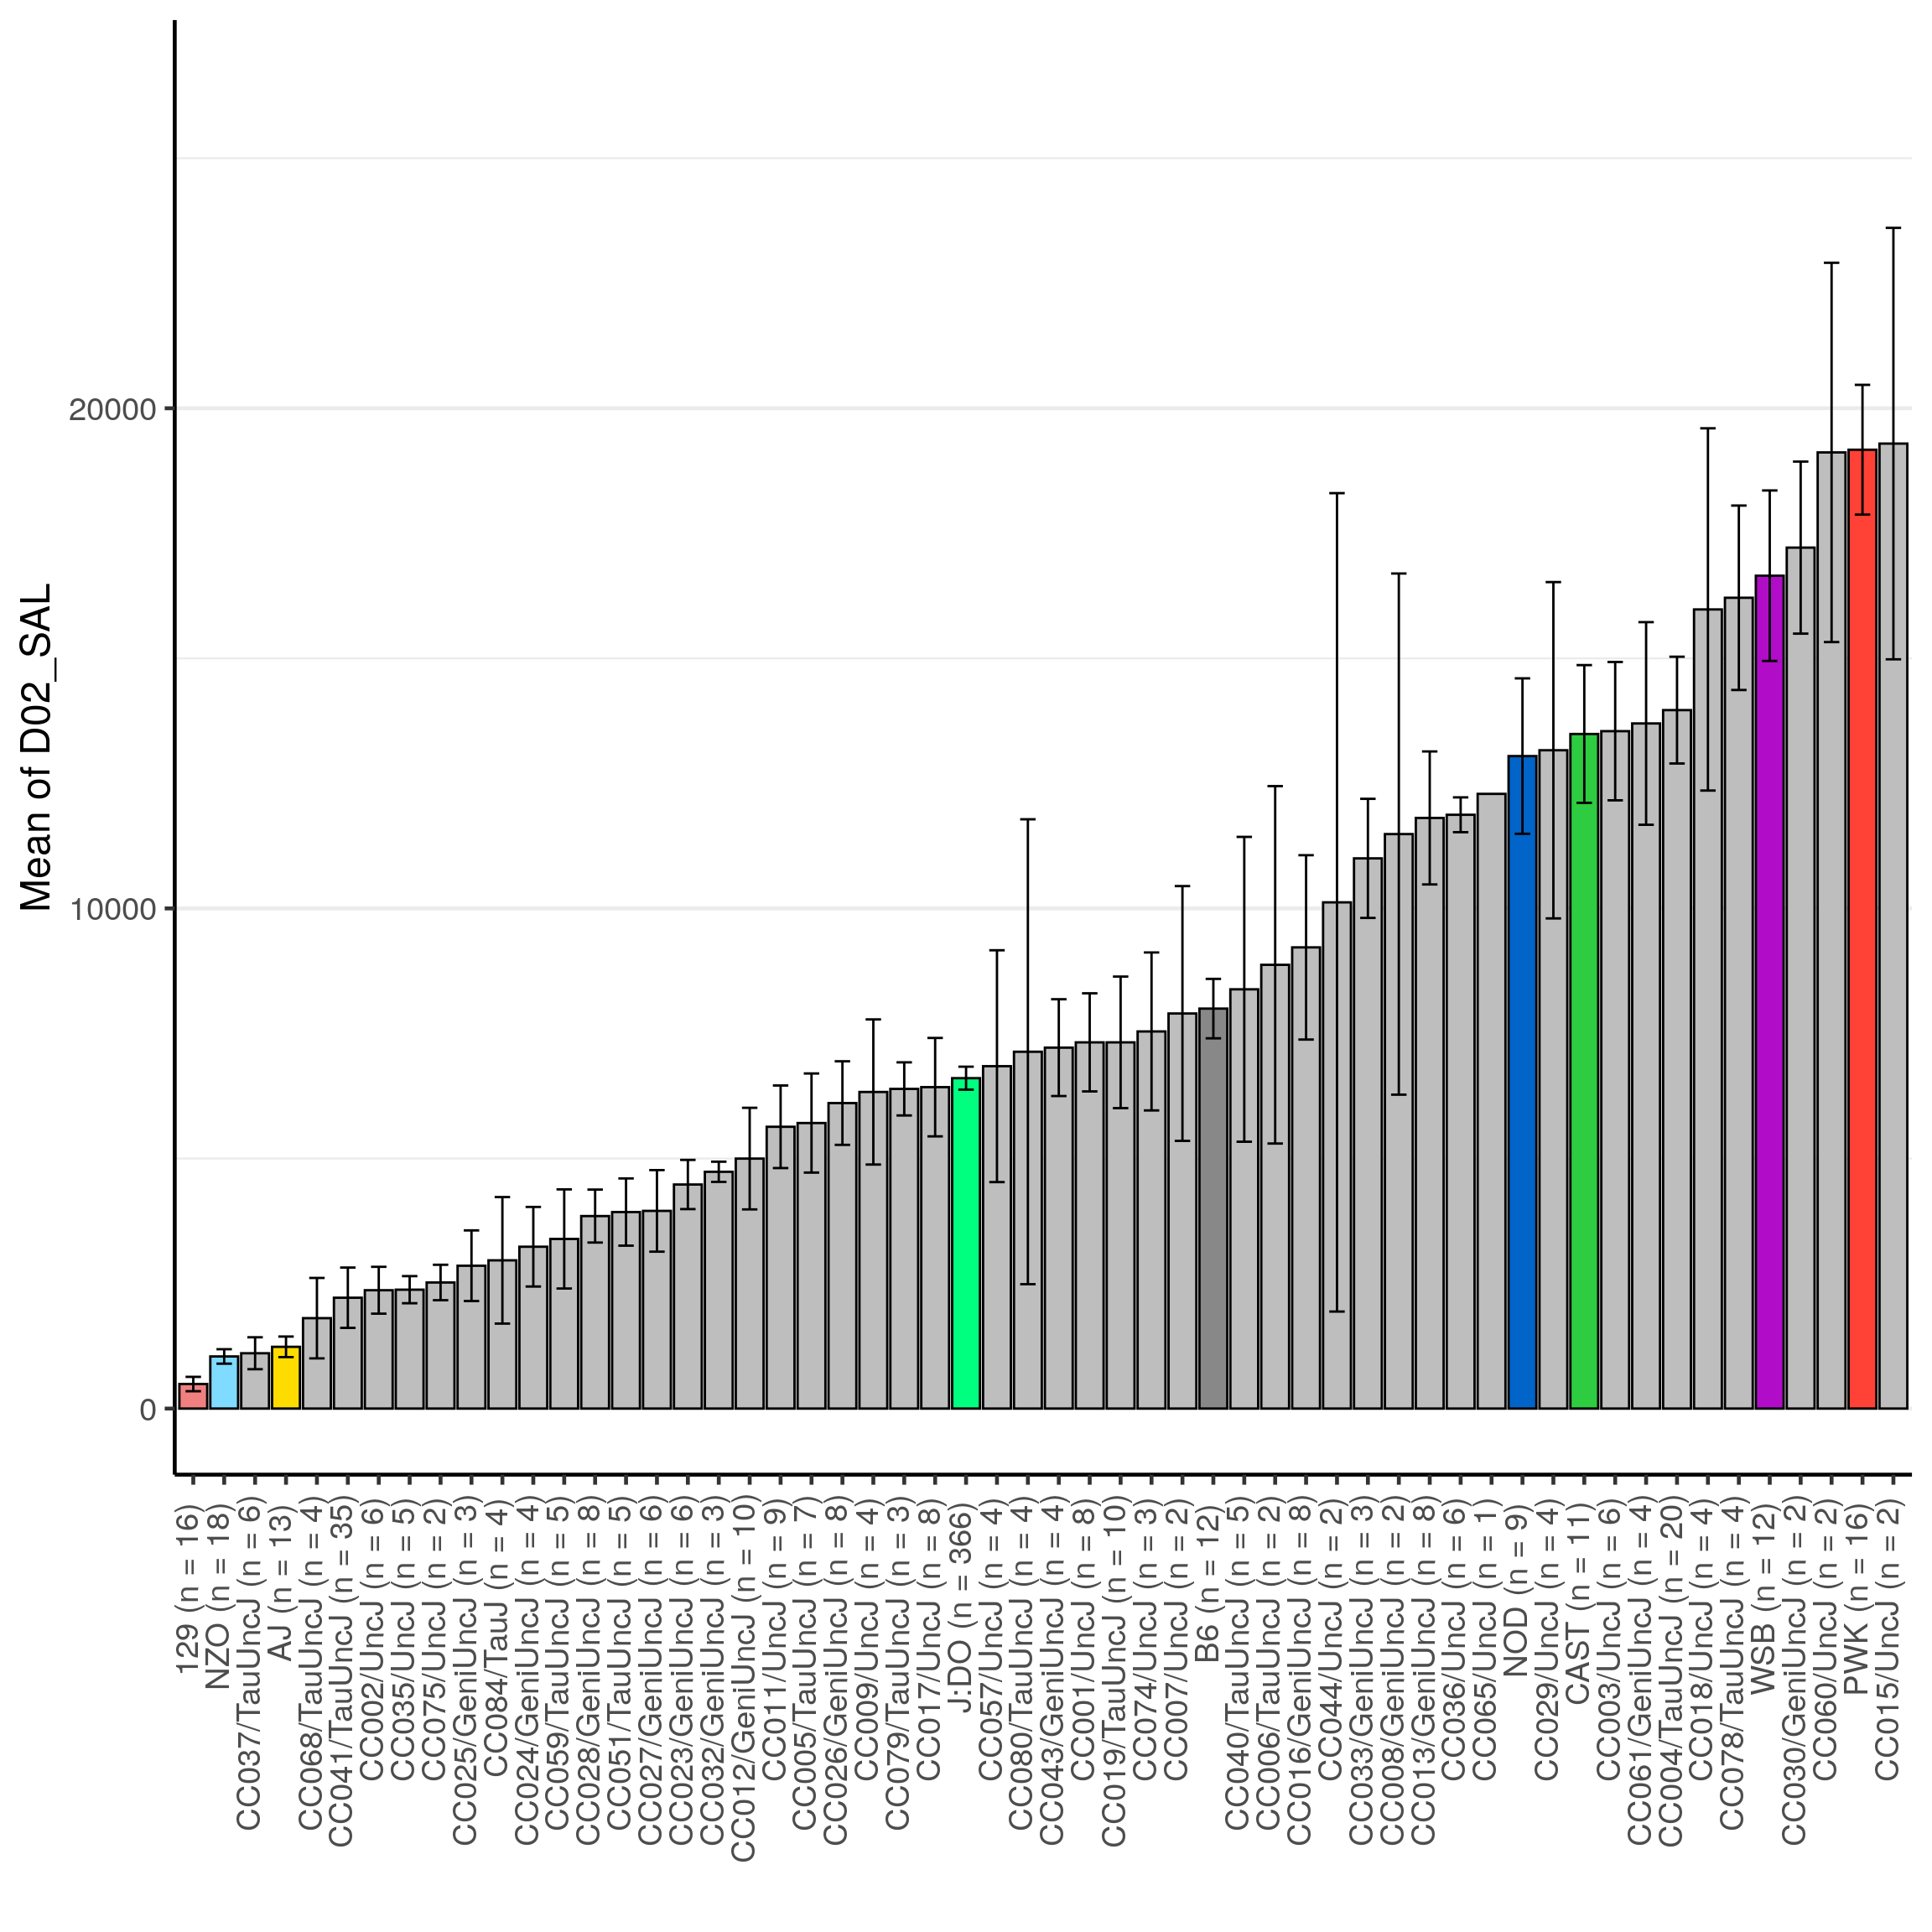 Mean of D02_SAL
20000
10000
0
129 (n = 16)
NZO (n = 18)
CC037/TauUncJ (n = 6)
AJ (n = 13)
CC068/TauUncJ (n = 4)
CC041/TauUncJ (n = 35)
CC002/UncJ (n = 6)
CC035/UncJ (n = 5)
CC075/UncJ (n = 2)
CC025/GeniUncJ (n = 3)
CC084/TauJ (n = 4)
CC024/GeniUncJ (n = 4)
CC059/TauUncJ (n = 5)
CC028/GeniUncJ (n = 8)
CC051/TauUncJ (n = 5)
CC027/GeniUncJ (n = 6)
CC023/GeniUncJ (n = 6)
CC032/GeniUncJ (n = 3)
CC012/GeniUncJ (n = 10)
CC011/UncJ (n = 9)
CC005/TauUncJ (n = 7)
CC026/GeniUncJ (n = 8)
CC009/UncJ (n = 4)
CC079/TauUncJ (n = 3)
CC017/UncJ (n = 8)
J:DO (n = 366)
CC057/UncJ (n = 4)
CC080/TauUncJ (n = 4)
CC043/GeniUncJ (n = 4)
CC001/UncJ (n = 8)
CC019/TauUncJ (n = 10)
CC074/UncJ (n = 3)
CC007/UncJ (n = 2)
B6 (n = 12)
CC040/TauUncJ (n = 5)
CC006/TauUncJ (n = 2)
CC016/GeniUncJ (n = 8)
CC044/UncJ (n = 2)
CC033/GeniUncJ (n = 3)
CC008/GeniUncJ (n = 2)
CC013/GeniUncJ (n = 8)
CC036/UncJ (n = 6)
CC065/UncJ (n = 1)
NOD (n = 9)
CC029/UncJ (n = 4)
CAST (n = 11)
CC003/UncJ (n = 6)
CC061/GeniUncJ (n = 4)
CC004/TauUncJ (n = 20)
CC018/UncJ (n = 4)
CC078/TauUncJ (n = 4)
WSB (n = 12)
CC030/GeniUncJ (n = 2)
CC060/UncJ (n = 2)
PWK (n = 16)
CC015/UncJ (n = 2)